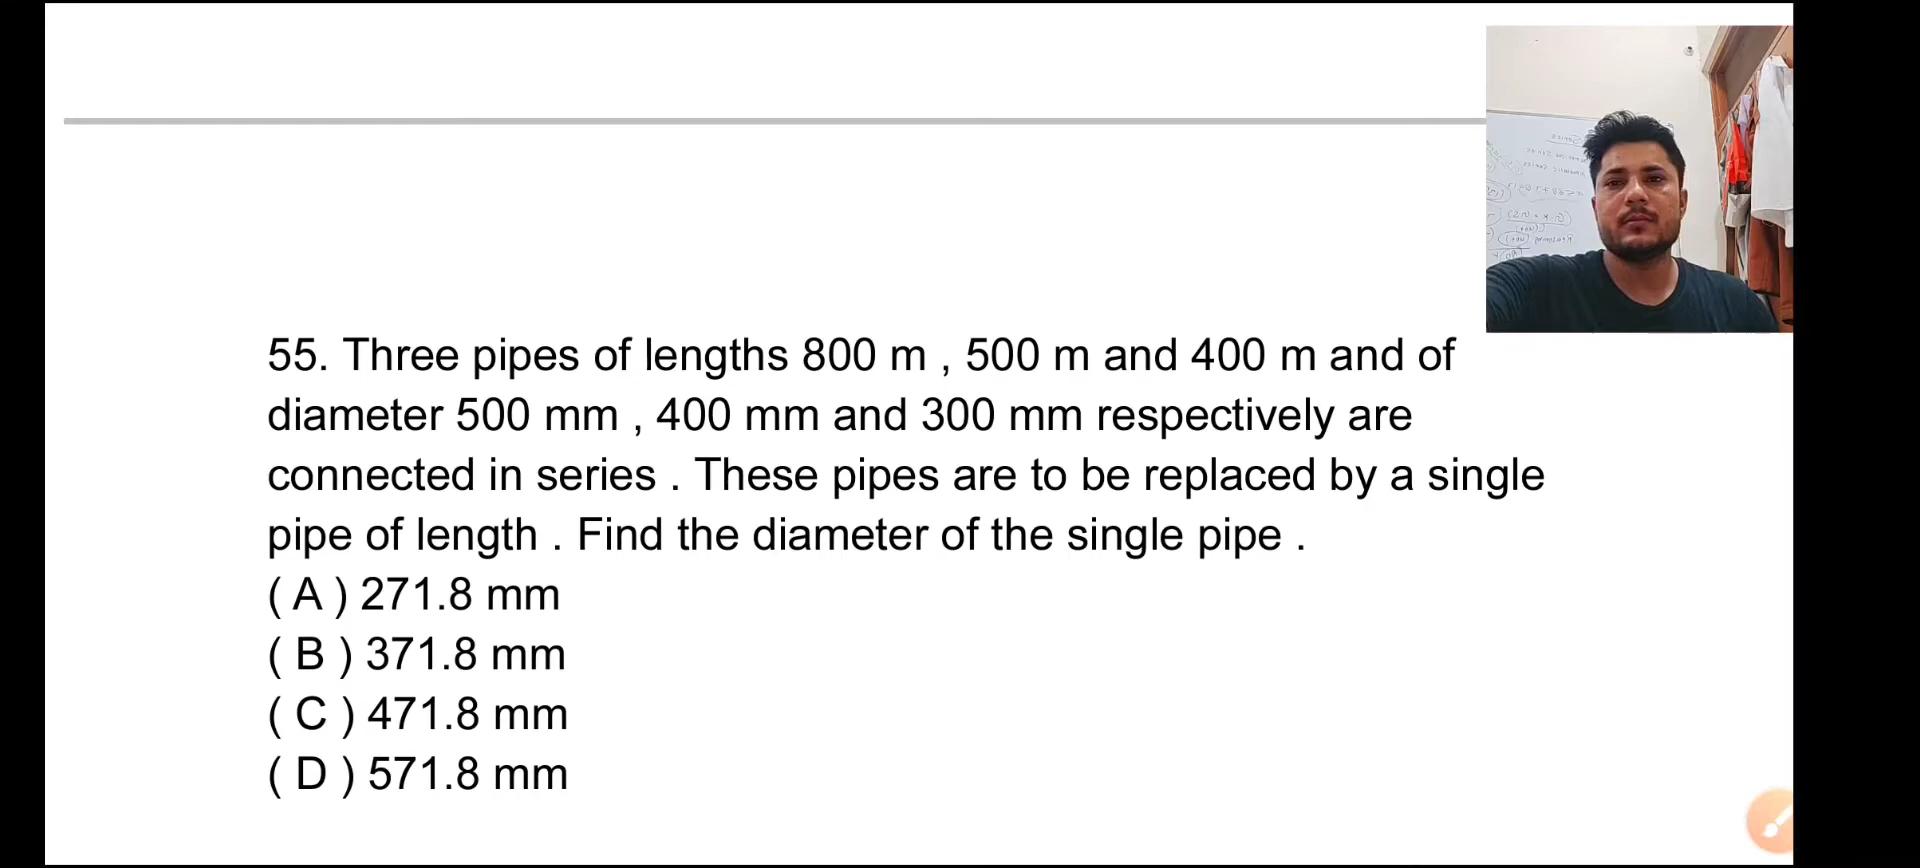 55. Three pipes of lengths 800 m , 500 m and 400 m and of
diameter 500 mm , 400 mm and 300 mm respectively are
connected in series . These pipes are to be replaced by a single
pipe of length . Find the diameter of the single pipe .
( A ) 271.8 mm
( B ) 371.8 mm
( C ) 471.8 mm
( D ) 571.8 mm